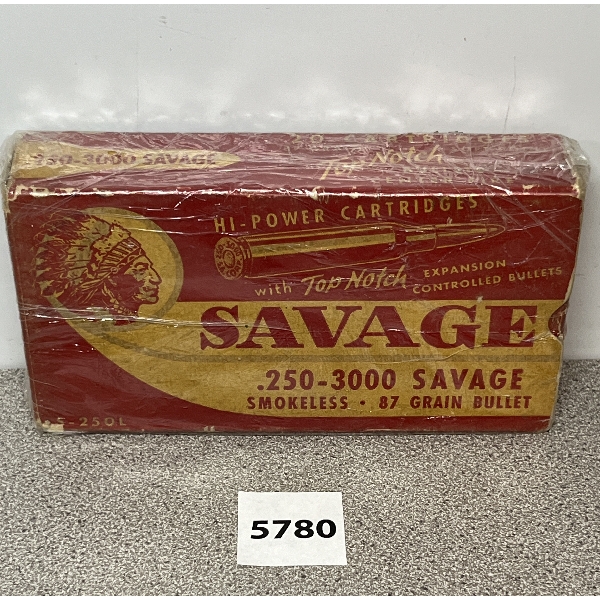 .250-3000 SAVAGE
Top Notch
HI-POWER CARTRIDGES
with Top Notch EXPANSION CONTROLLED BULLETS
SAVAGE
.250-3000 SAVAGE
SMOKELESS · 87 GRAIN BULLET
S-250L
5780